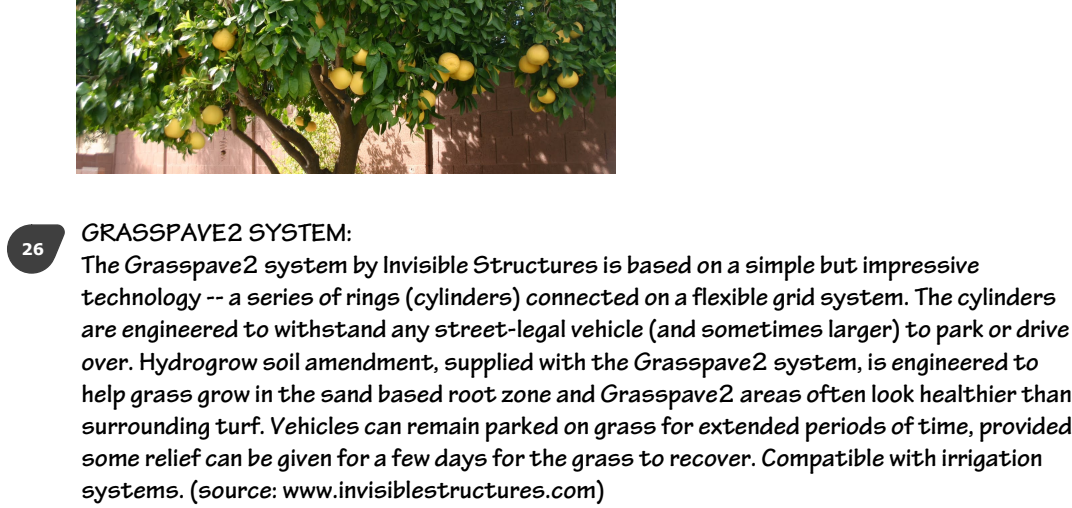 26
GRASSPAVE2 SYSTEM:
The Grasspave2 system by Invisible Structures is based on a simple but impressive
technology -- a series of rings (cylinders) connected on a flexible grid system. The cylinders
are engineered to withstand any street-legal vehicle (and sometimes larger) to park or drive
over. Hydrogrow soil amendment, supplied with the Grasspave2 system, is engineered to
help grass grow in the sand based root zone and Grasspave2 areas often look healthier than
surrounding turf. Vehicles can remain parked on grass for extended periods of time, provided
some relief can be given for a few days for the grass to recover. Compatible with irrigation
systems. (source: www.invisiblestructures.com)